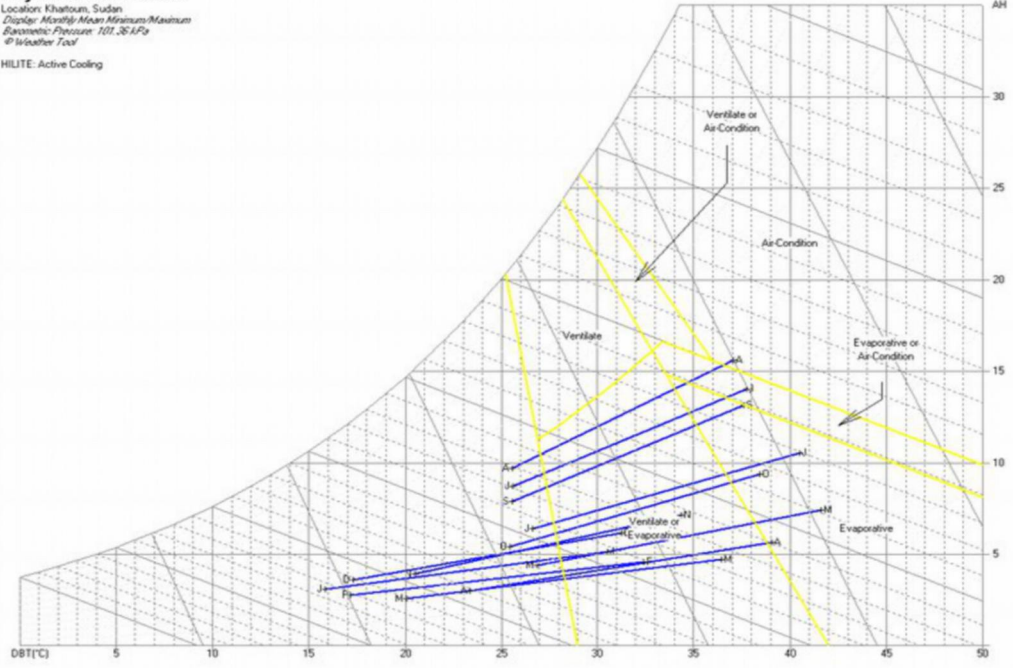 Location: Khartoum, Sudan
Display: Monthly Mean Minimum/Maximum
Barometric Pressure: 101.36 kPa
© Weather Tool
HILITE: Active Cooling
AH
30
Ventilate or
Air-Condition
25
Air-Condition
20
Ventilate
Evaporative or
Air-Condition
A
15
J
A
10
J
J
S
O
M
N
J
Ventilate or
Evaporative
Evaporative
O
A
5
M
F
M
D
J
M
A
DBT(°C)
5
10
15
20
25
30
35
40
45
50